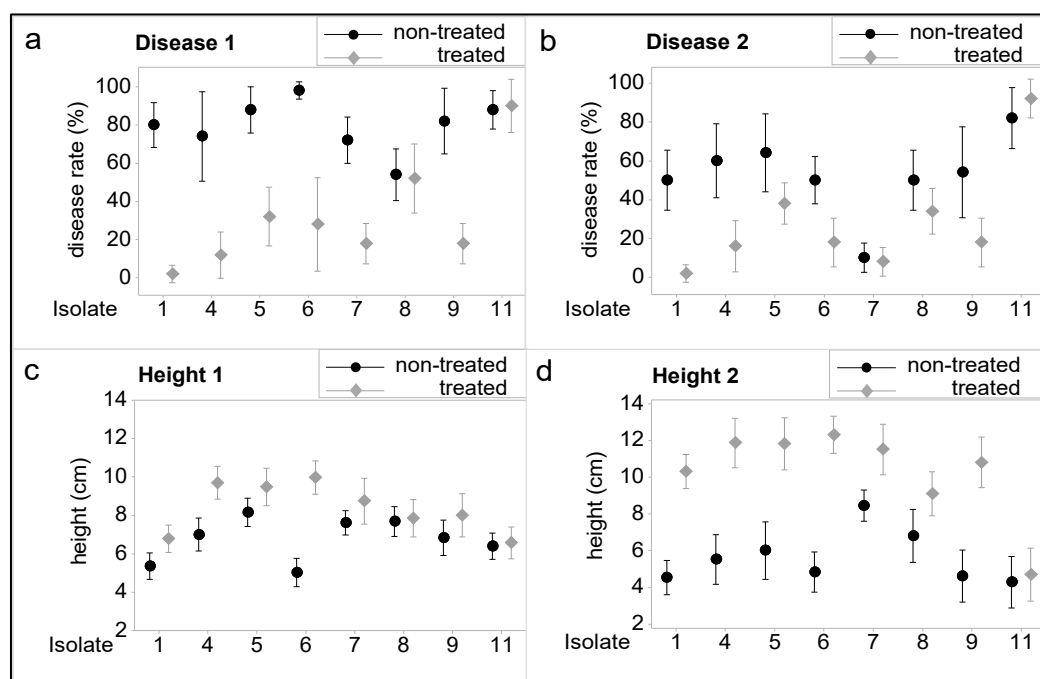 a
Disease 1
non-treated
treated
disease rate (%)
100
80
60
40
20
0
Isolate 1 4 5 6 7 8 9 11
b
Disease 2
non-treated
treated
disease rate (%)
100
80
60
40
20
0
Isolate 1 4 5 6 7 8 9 11
c
Height 1
non-treated
treated
height (cm)
14
12
10
8
6
4
2
Isolate 1 4 5 6 7 8 9 11
d
Height 2
non-treated
treated
height (cm)
14
12
10
8
6
4
2
Isolate 1 4 5 6 7 8 9 11